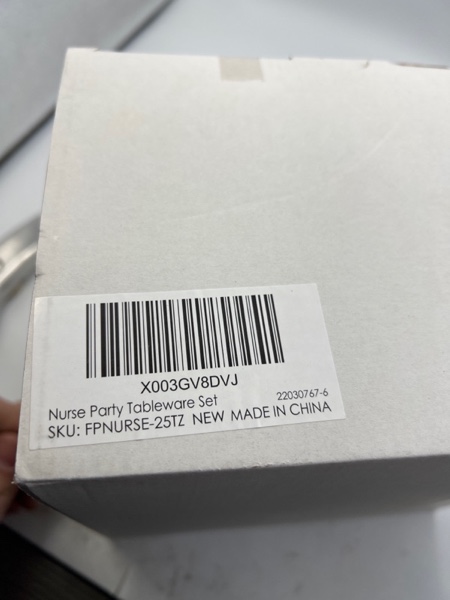 X003GV8DVJ
Nurse Party Tableware Set 22030767-6
SKU: FPNURSE-25TZ NEW MADE IN CHINA